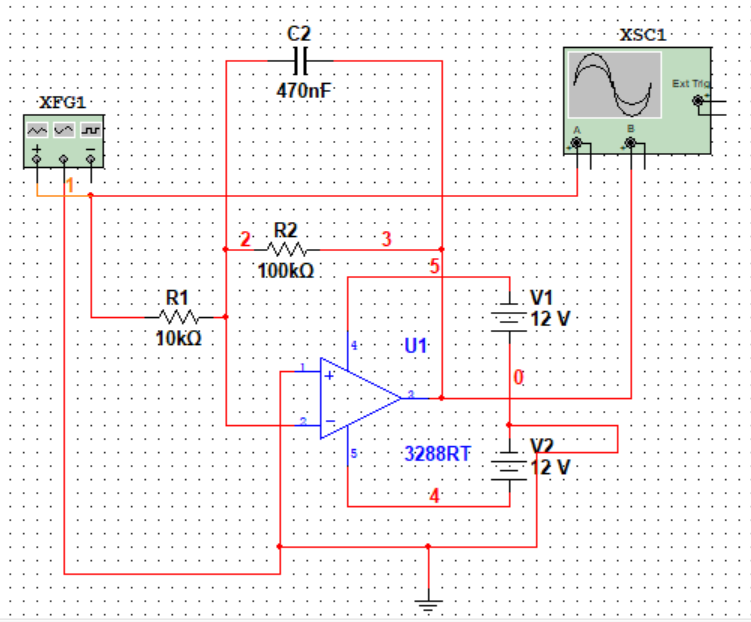 C2
470nF
XSC1
Ext Trig
+
A
B
+
+
XFG1
+
−
1
2
R2
3
100kΩ
5
R1
10kΩ
V1
12 V
4
U1
1
+
0
3
2
−
5
3288RT
V2
12 V
4